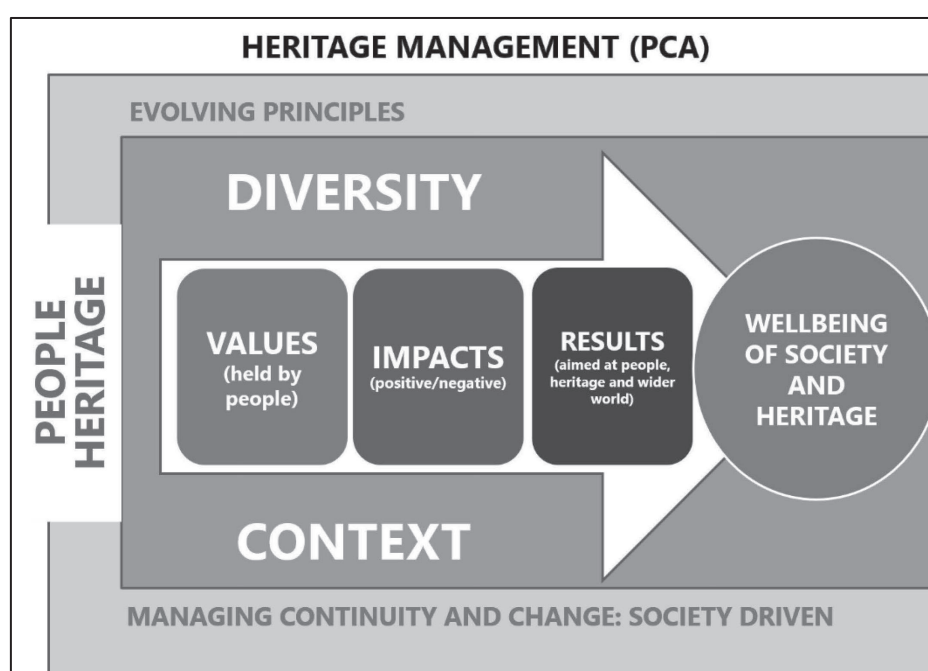 HERITAGE MANAGEMENT (PCA)
EVOLVING PRINCIPLES
DIVERSITY
PEOPLE
HERITAGE
VALUES
(held by
people)
IMPACTS
(positive/negative)
RESULTS
(aimed at people,
heritage and wider
world)
WELLBEING
OF SOCIETY
AND
HERITAGE
CONTEXT
MANAGING CONTINUITY AND CHANGE: SOCIETY DRIVEN